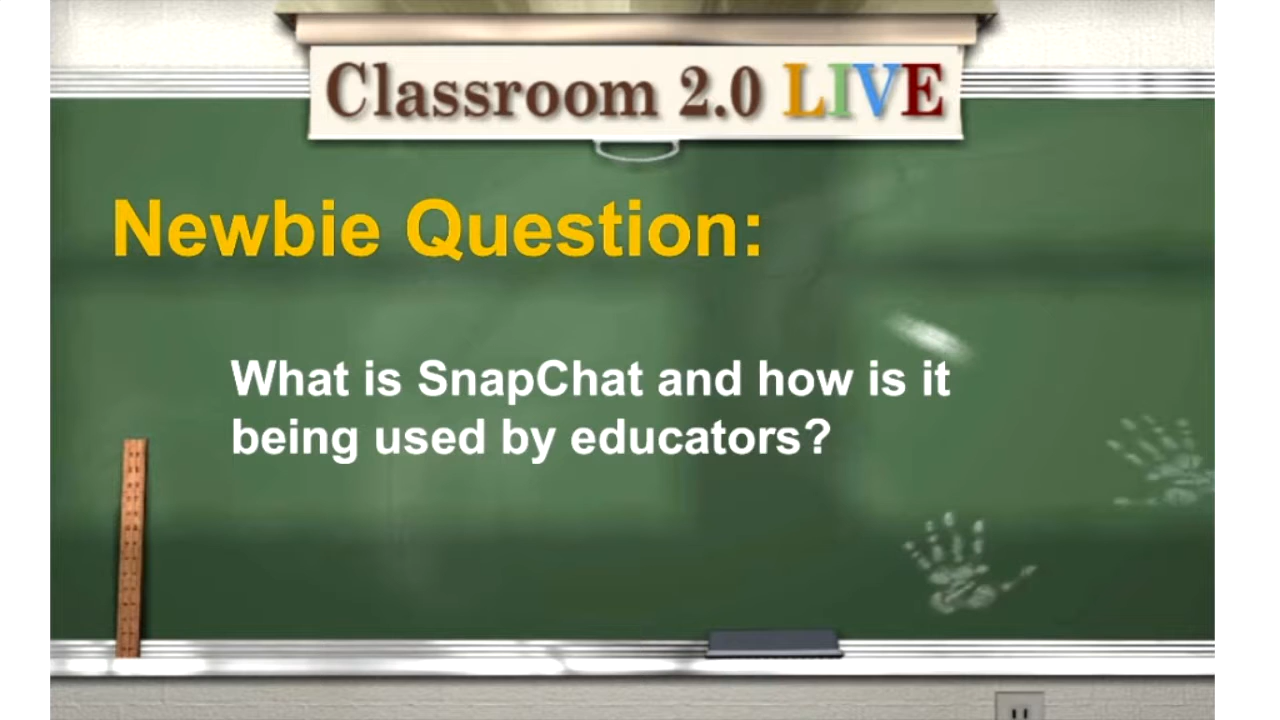 Classroom 2.0 LIVE
Newbie Question:
What is SnapChat and how is it
being used by educators?